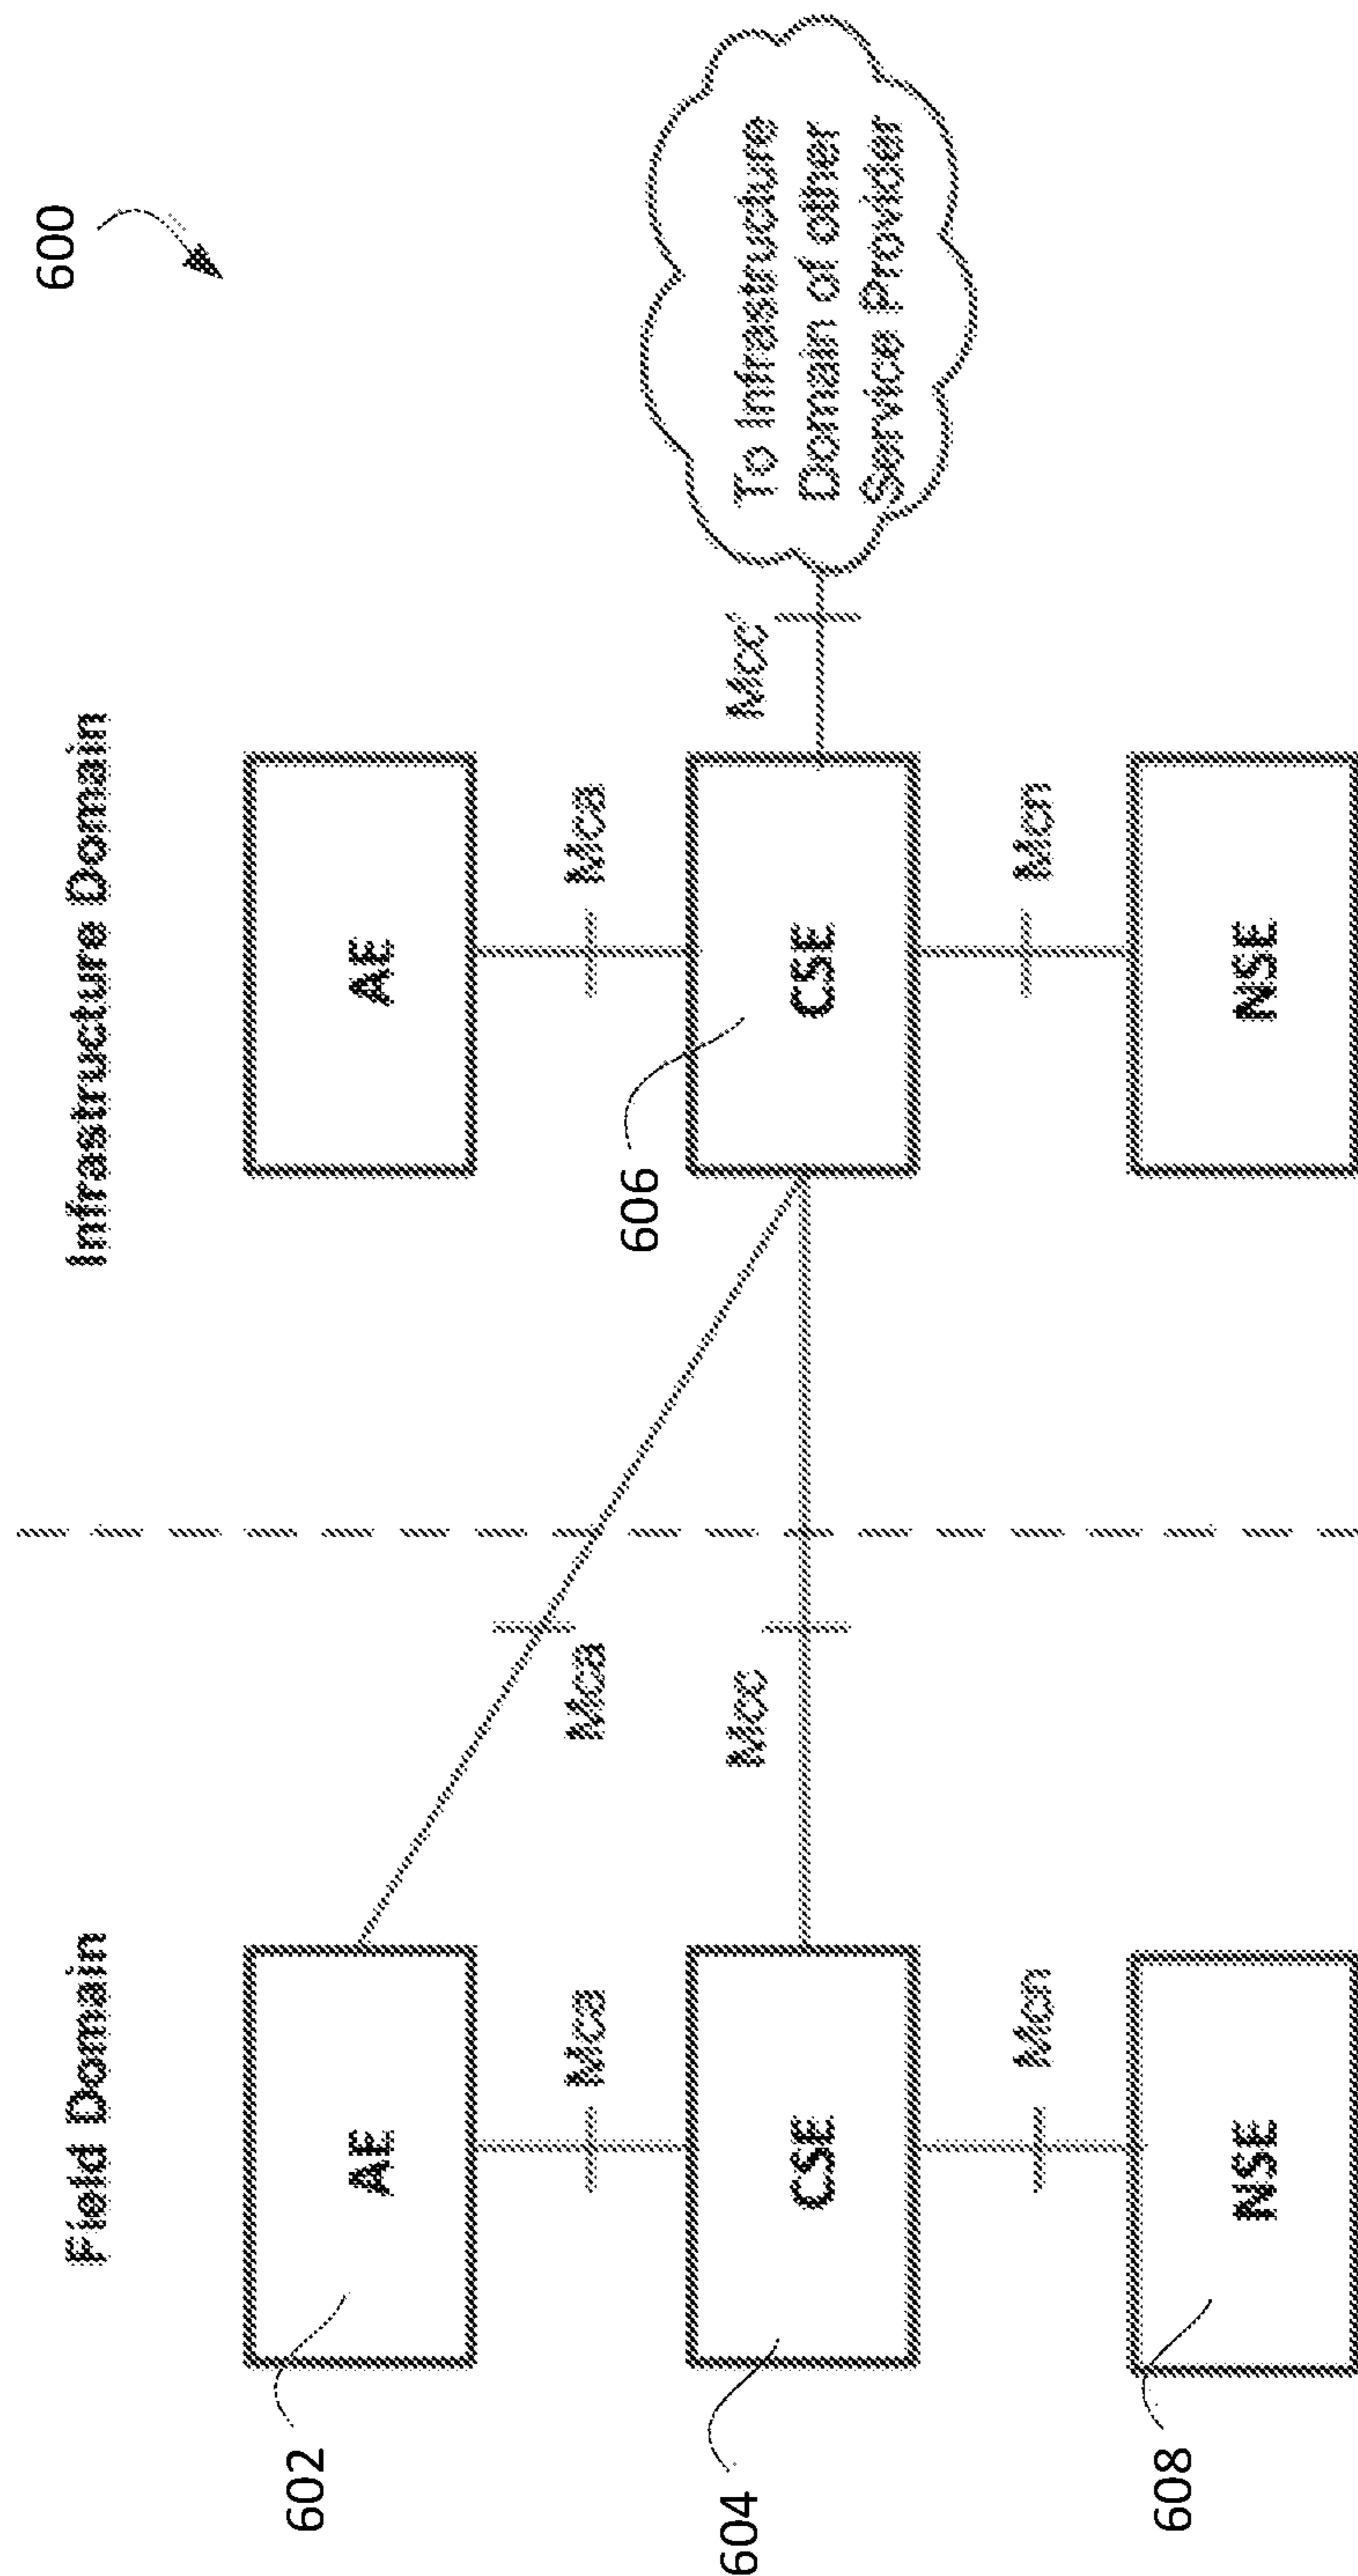 600
Field Domain
Infrastructure Domain
602
AE
AE
Mca
Mca
Mca
606
Mcc
Mcc'
604
CSE
CSE
To Infrastructure
Domain of other
Service Provider
Mcn
Mcn
608
NSE
NSE